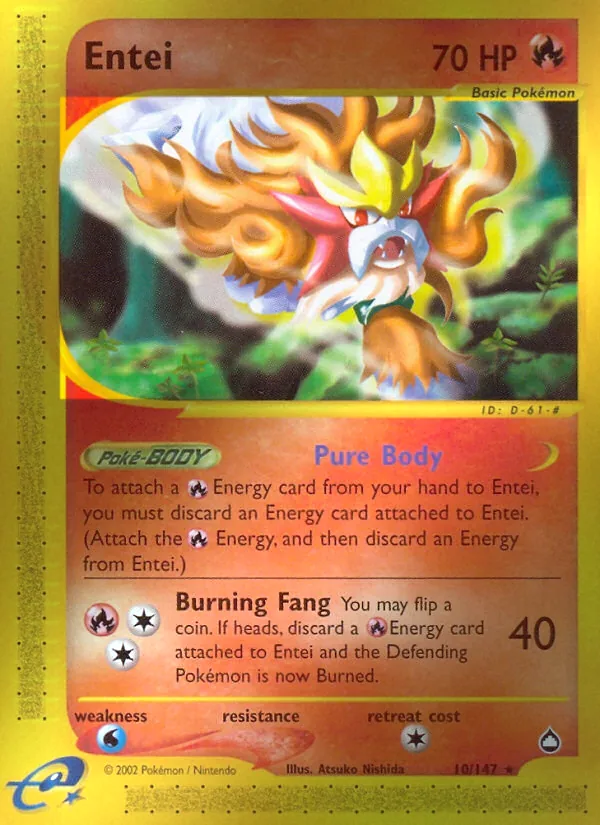 Entei 70 HP
Basic Pokémon
ID: D-61-#
Poké-BODY Pure Body
To attach a Energy card from your hand to Entei,
you must discard an Energy card attached to Entei.
(Attach the Energy, and then discard an Energy
from Entei.)
Burning Fang You may flip a
coin. If heads, discard a Energy card
attached to Entei and the Defending
Pokémon is now Burned.
40
weakness resistance retreat cost
© 2002 Pokémon / Nintendo Illus. Atsuko Nishida 10/147 ★
e